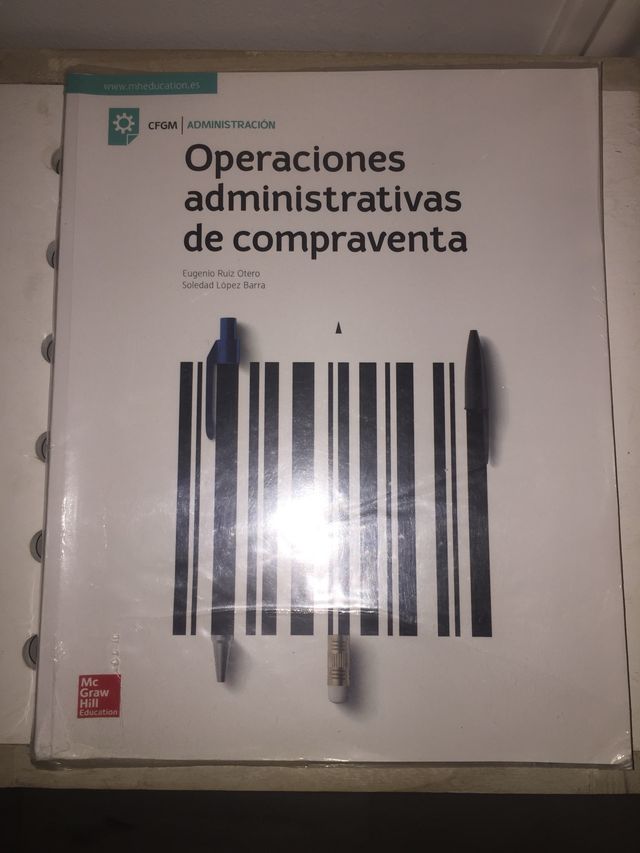 www.mheducation.es
CFGM | ADMINISTRACIÓN
Operaciones
administrativas
de compraventa
Eugenio Ruiz Otero
Soledad López Barra
Mc
Graw
Hill
Education